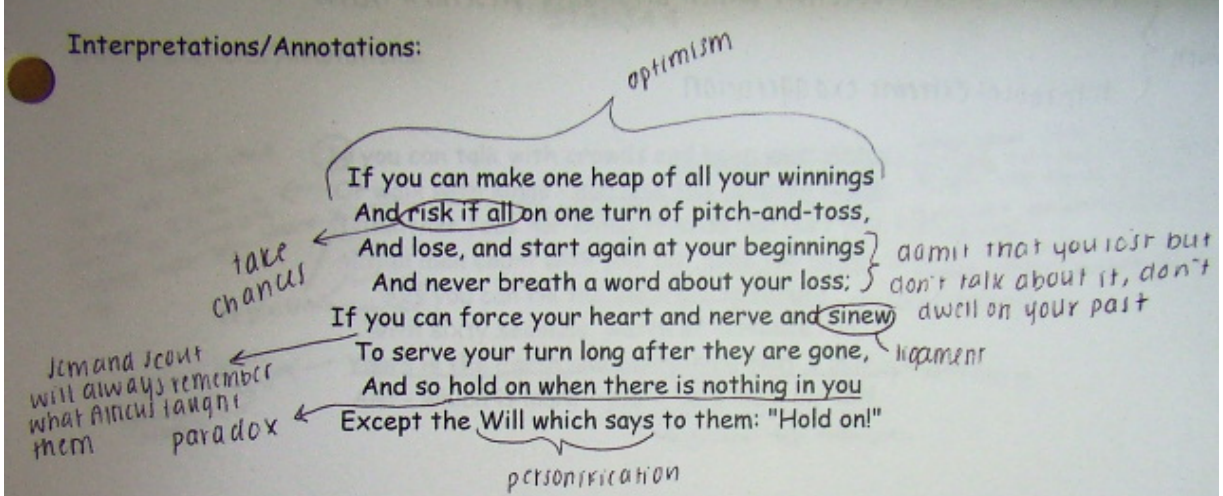 Interpretations/Annotations:
optimism
If you can make one heap of all your winnings
And risk it all on one turn of pitch-and-toss,
take chances
And lose, and start again at your beginnings
And never breath a word about your loss;
admit that you lost but
don't talk about it, don't
dwell on your past
If you can force your heart and nerve and sinew
ligament
To serve your turn long after they are gone,
Jem and Scout
will always remember
what Atticus taught
them
And so hold on when there is nothing in you
paradox
Except the Will which says to them: "Hold on!"
personification